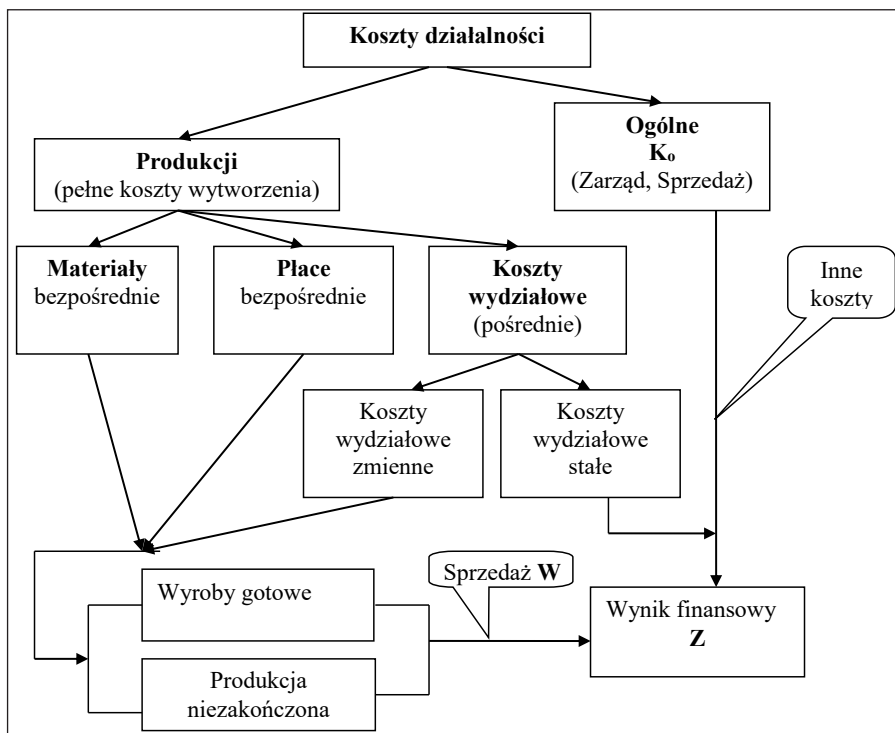 Koszty działalności
Ogólne
Kₒ
(Zarząd, Sprzedaż)
Produkcji
(pełne koszty wytworzenia)
Materiały
bezpośrednie
Płace
bezpośrednie
Koszty
wydziałowe
(pośrednie)
Inne
koszty
Koszty
wydziałowe
zmienne
Koszty
wydziałowe
stałe
Sprzedaż W
Wyroby gotowe
Wynik finansowy
Z
Produkcja
niezakończona